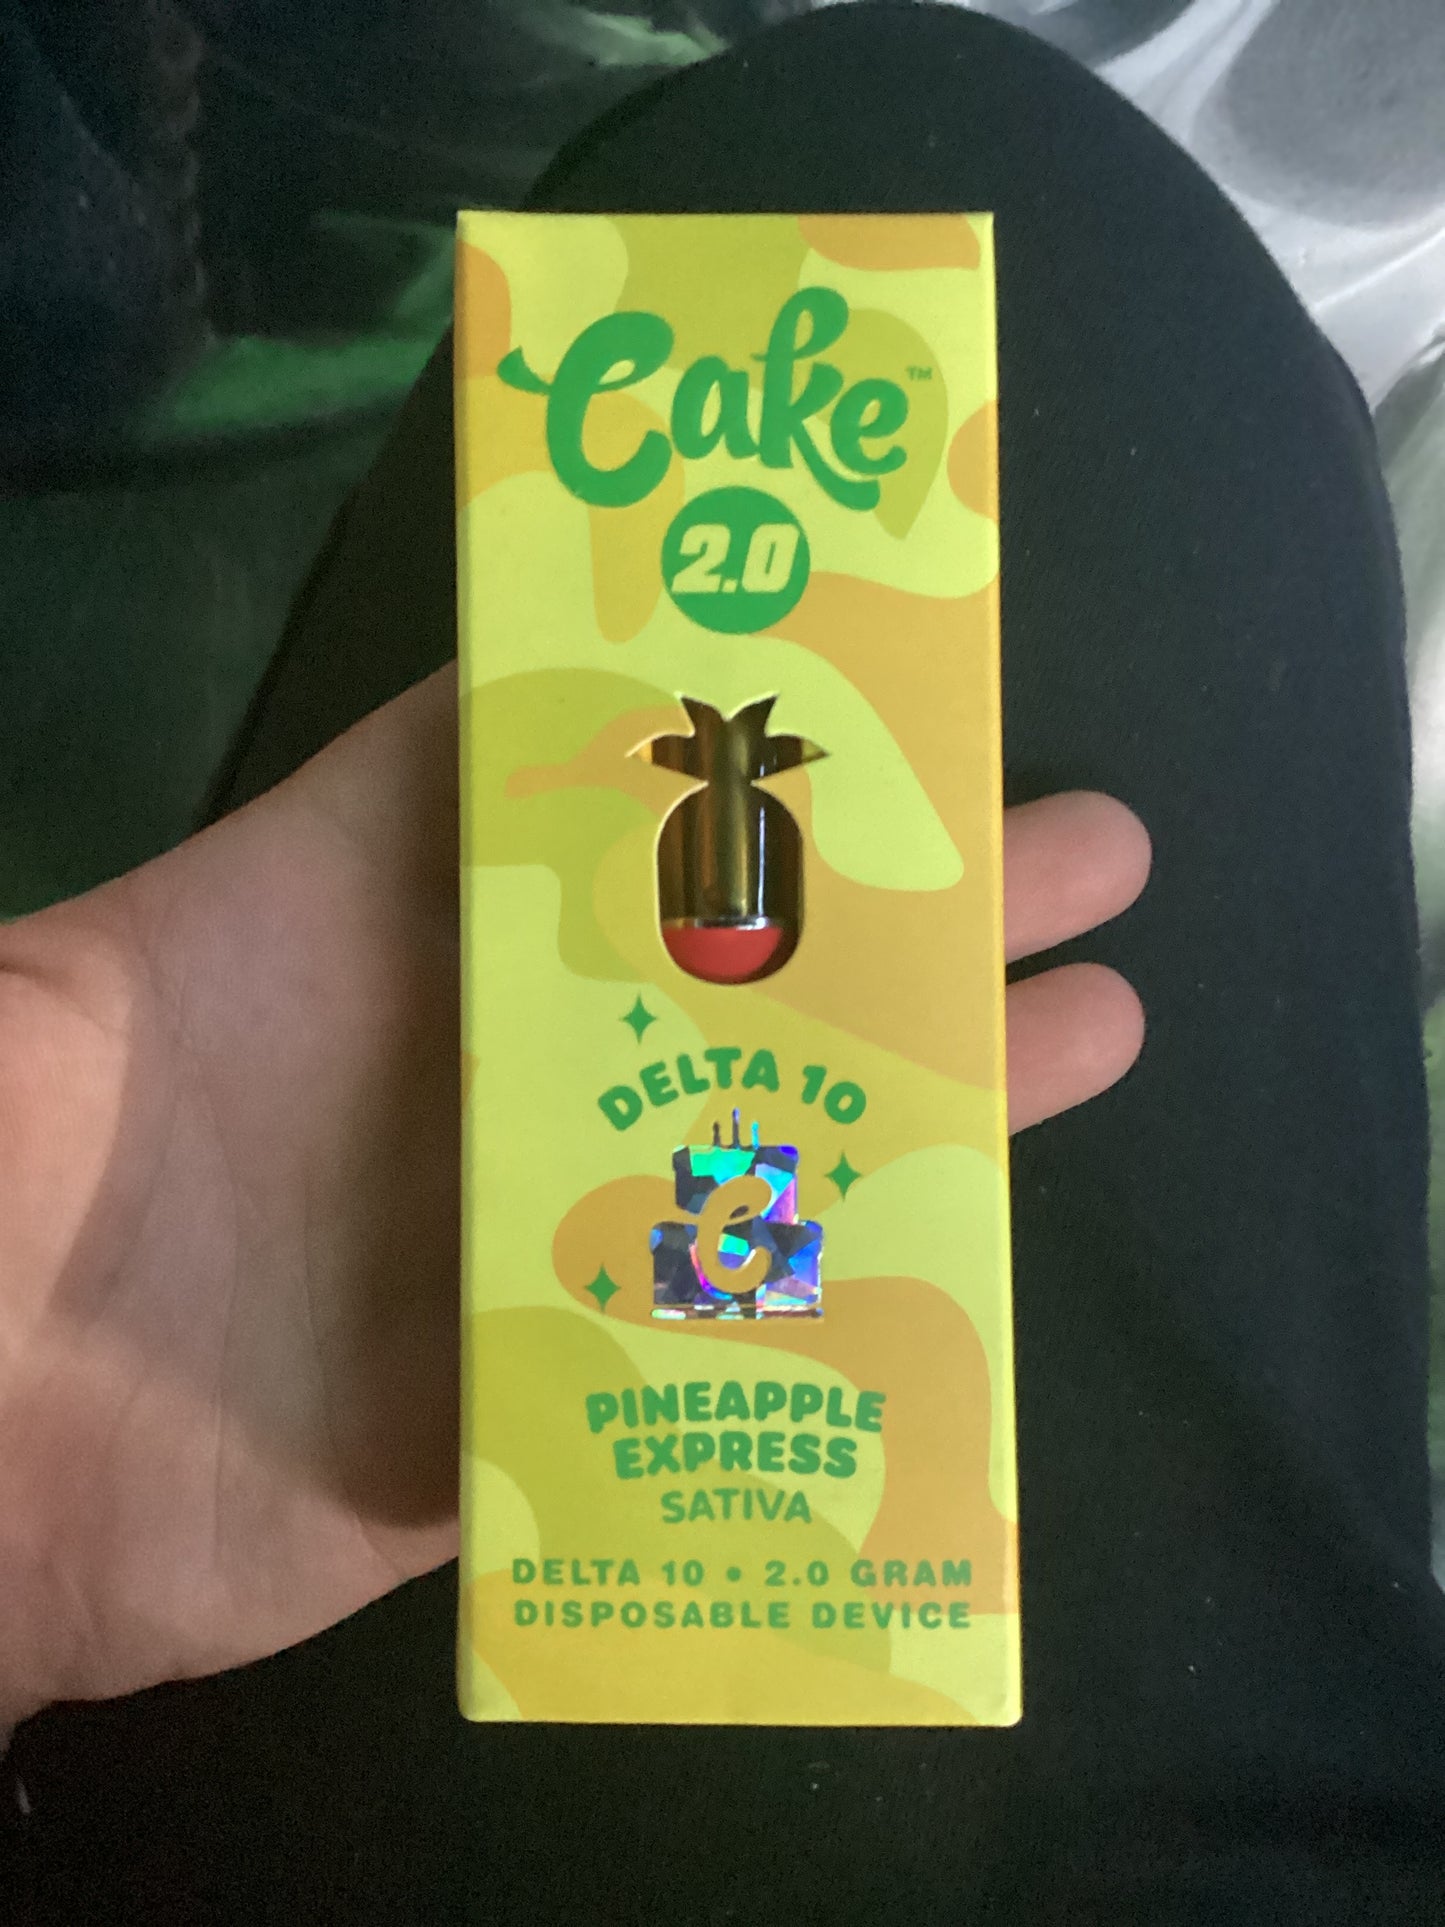 Cake™
2.0
DELTA 10
C
PINEAPPLE
EXPRESS
SATIVA
DELTA 10 • 2.0 GRAM
DISPOSABLE DEVICE